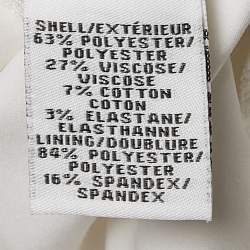 SHELL/EXTÉRIEUR
63% POLYESTER/
POLYESTER
27% VISCOSE/
VISCOSE
7% COTTON
COTON
3% ELASTANE/
ELASTHANNE
LINING/DOUBLURE
84% POLYESTER/
POLYESTER
16% SPANDEX/
SPANDEX